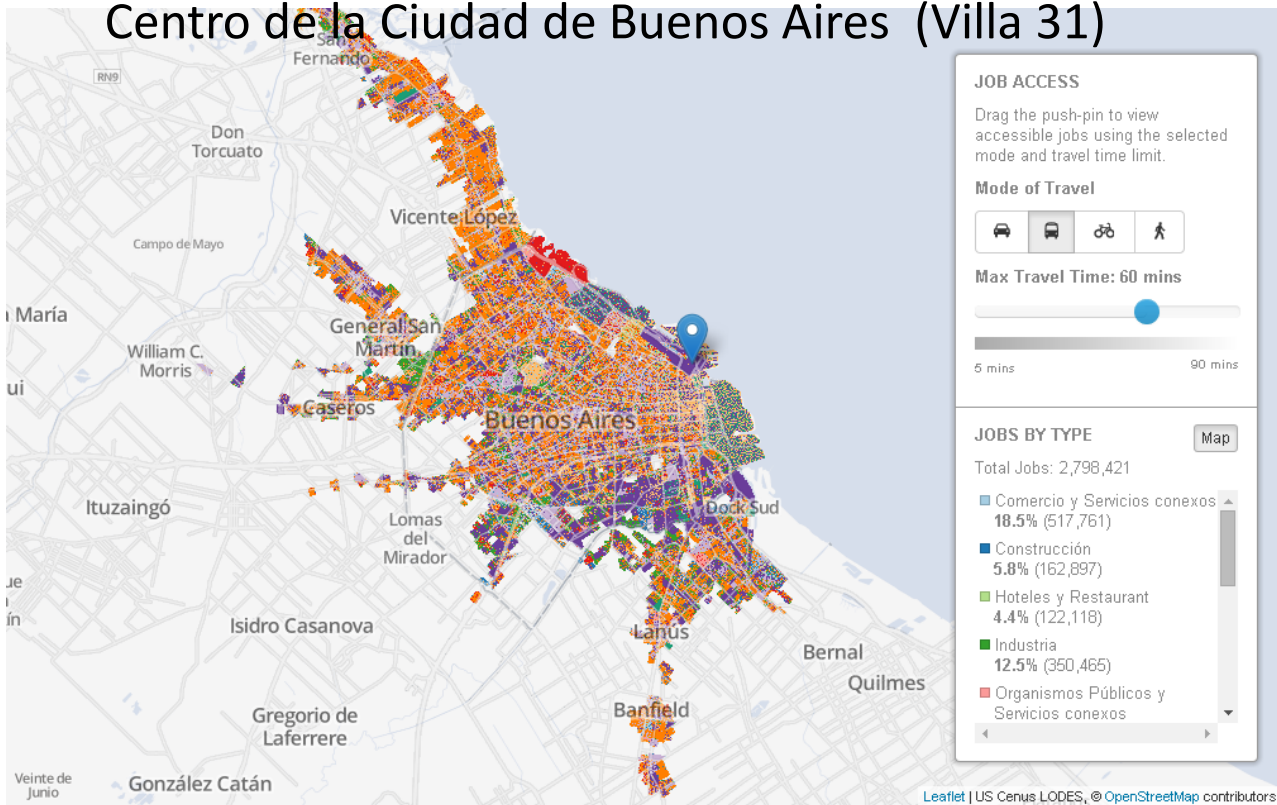 Centro de la Ciudad de Buenos Aires (Villa 31)
San
Fernando
RN9
Don
Torcuato
Vicente López
Campo de Mayo
María
General San
Martín
William C.
Morris
ui
Caseros
Buenos Aires
Ituzaingó
Dock Sud
Lomas
del
Mirador
ue
ín
Isidro Casanova
Lanús
Bernal
Quilmes
Banfield
Gregorio de
Laferrere
Veinte de
Junio
González Catán
JOB ACCESS
Drag the push-pin to view
accessible jobs using the selected
mode and travel time limit.
Mode of Travel
Max Travel Time: 60 mins
5 mins
90 mins
JOBS BY TYPE
Map
Total Jobs: 2,798,421
Comercio y Servicios conexos
18.5% (517,761)
Construcción
5.8% (162,897)
Hoteles y Restaurant
4.4% (122,118)
Industria
12.5% (350,465)
Organismos Públicos y
Servicios conexos
Leaflet | US Cenus LODES, © OpenStreetMap contributors